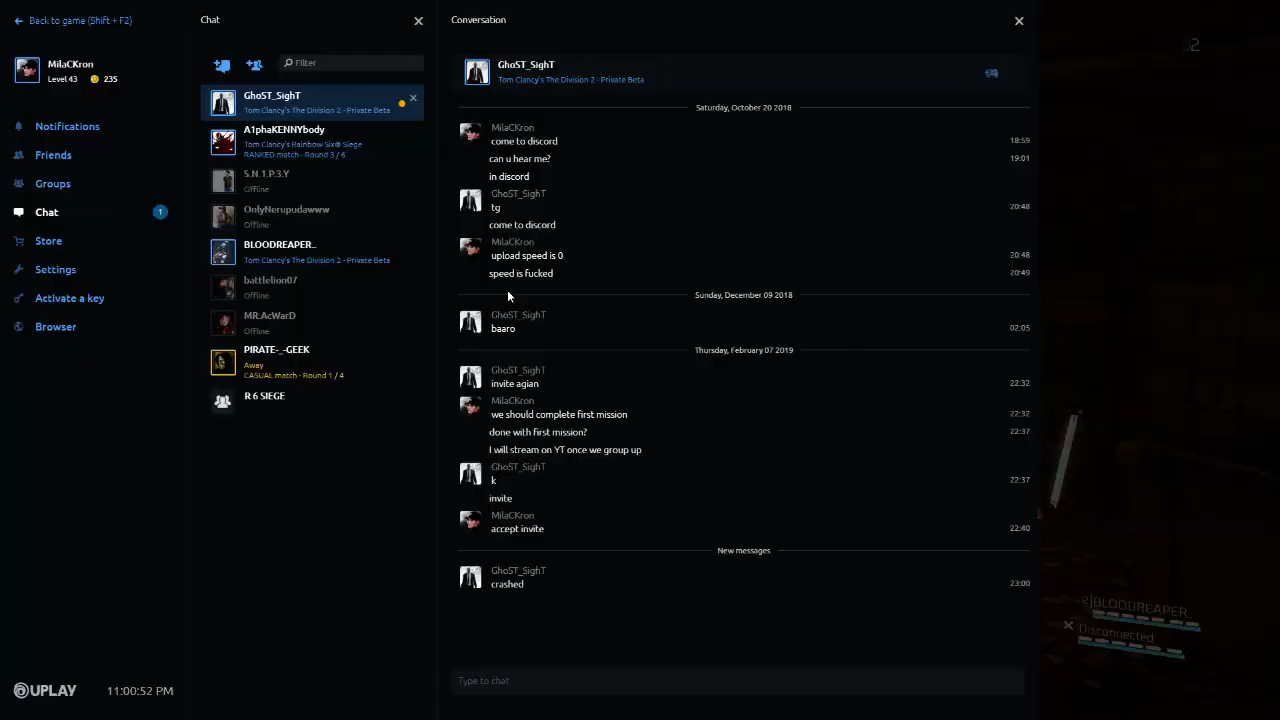 Back to game (Shift + F2)
MilaCKron
Level 43
235
Notifications
Friends
Groups
Chat
1
Store
Settings
Activate a key
Browser
UPLAY
11:00:52 PM
Chat
Filter
GhoST_SighT
Tom Clancy's The Division 2 - Private Beta
A1phaKENNYbody
Tom Clancy's Rainbow Six® Siege
RANKED match - Round 3 / 6
S.N.1.P.3.Y
Offline
OnlyNerupudawww
Offline
BLOODREAPER..
Tom Clancy's The Division 2 - Private Beta
battlelion07
Offline
MR.AcWarD
Offline
PIRATE-_-GEEK
Away
CASUAL match - Round 1 / 4
R 6 SIEGE
Conversation
GhoST_SighT
Tom Clancy's The Division 2 - Private Beta
Saturday, October 20 2018
MilaCKron
come to discord 18:59
can u hear me? 19:01
in discord
GhoST_SighT
tg 20:48
come to discord
MilaCKron
upload speed is 0 20:48
speed is fucked 20:49
Sunday, December 09 2018
GhoST_SighT
baaro 02:05
Thursday, February 07 2019
GhoST_SighT
invite agian 22:32
MilaCKron
we should complete first mission 22:32
done with first mission? 22:37
I will stream on YT once we group up
GhoST_SighT
k 22:37
invite
MilaCKron
accept invite 22:40
New messages
GhoST_SighT
crashed 23:00
Type to chat
BLOODREAPER_
Disconnected